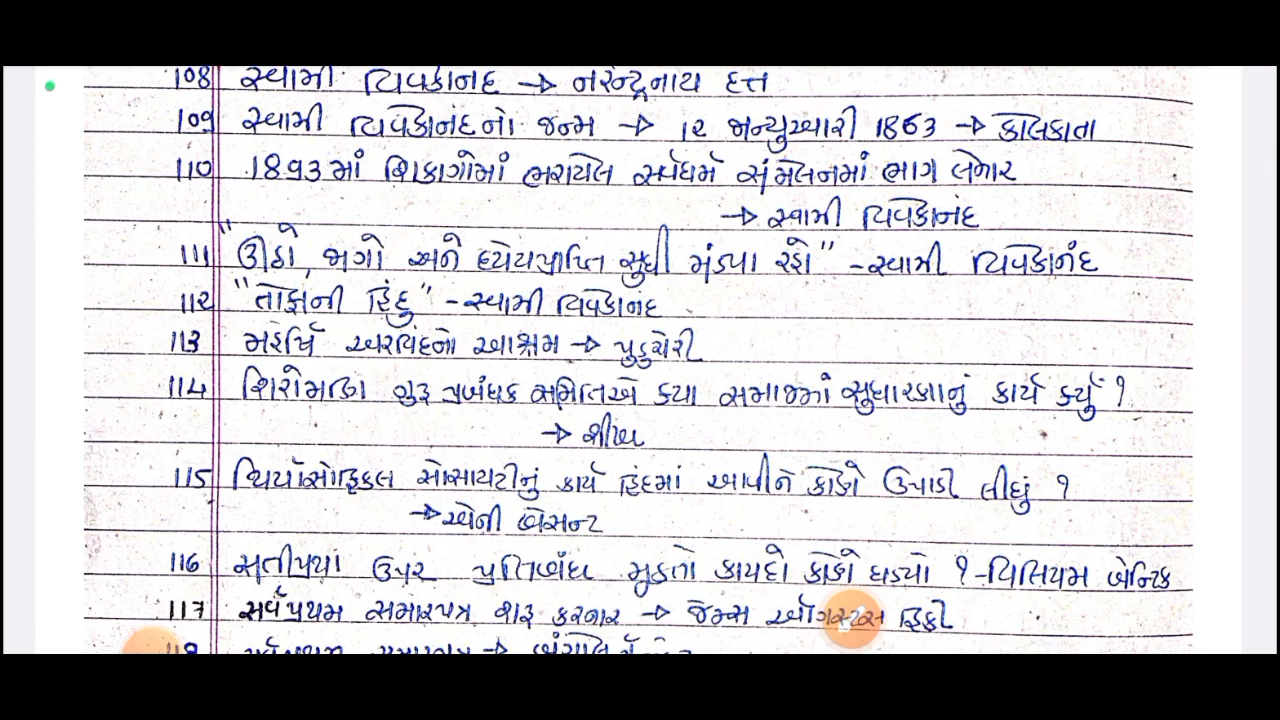 108 સ્વામી વિવેકાનંદ → નરેન્દ્રનાથ દત્ત
109 સ્વામી વિવેકાનંદનો જન્મ → 12 જાન્યુઆરી 1863 → કોલકાતા
110 1893માં શિકાગોમાં ભરાયેલ સર્વધર્મ સંમેલનમાં ભાગ લેનાર
→ સ્વામી વિવેકાનંદ
111 "ઊઠો, જાગો અને ધ્યેયપ્રાપ્તિ સુધી મંડયા રહો" - સ્વામી વિવેકાનંદ
112 "તોફાની હિંદુ" - સ્વામી વિવેકાનંદ
113 મહર્ષિ અરવિંદનો આશ્રમ → પુડુચેરી
114 શિરોમણી ગુરૂ પ્રબંધક સમિતિએ ક્યા સમાજમાં સુધારણાનું કાર્ય કર્યું ?
→ શીખ
115 થિયોસોફિકલ સોસાયટીનું કાર્ય હિંદમાં આવીને કોણે ઉપાડી લીધું ?
→ એની બેસન્ટ
116 સતીપ્રથા ઉપર પ્રતિબંધ મુકતો કાયદો કોણે ઘડયો ? - વિલિયમ બેન્ટિક
117 સર્વપ્રથમ સમારપત્ર શરૂ કરનાર → જેમ્સ ઓગસ્ટસ હિકી